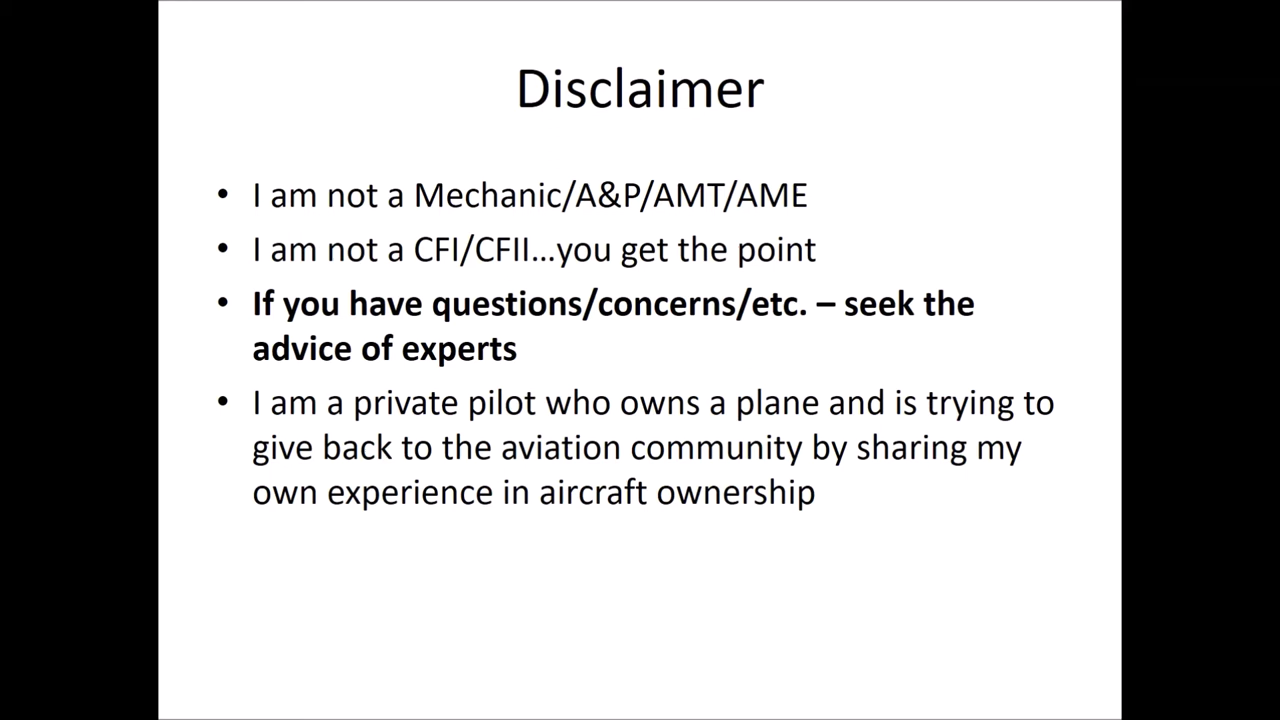 Disclaimer
• I am not a Mechanic/A&P/AMT/AME
• I am not a CFI/CFII...you get the point
• If you have questions/concerns/etc. – seek the
advice of experts
• I am a private pilot who owns a plane and is trying to
give back to the aviation community by sharing my
own experience in aircraft ownership